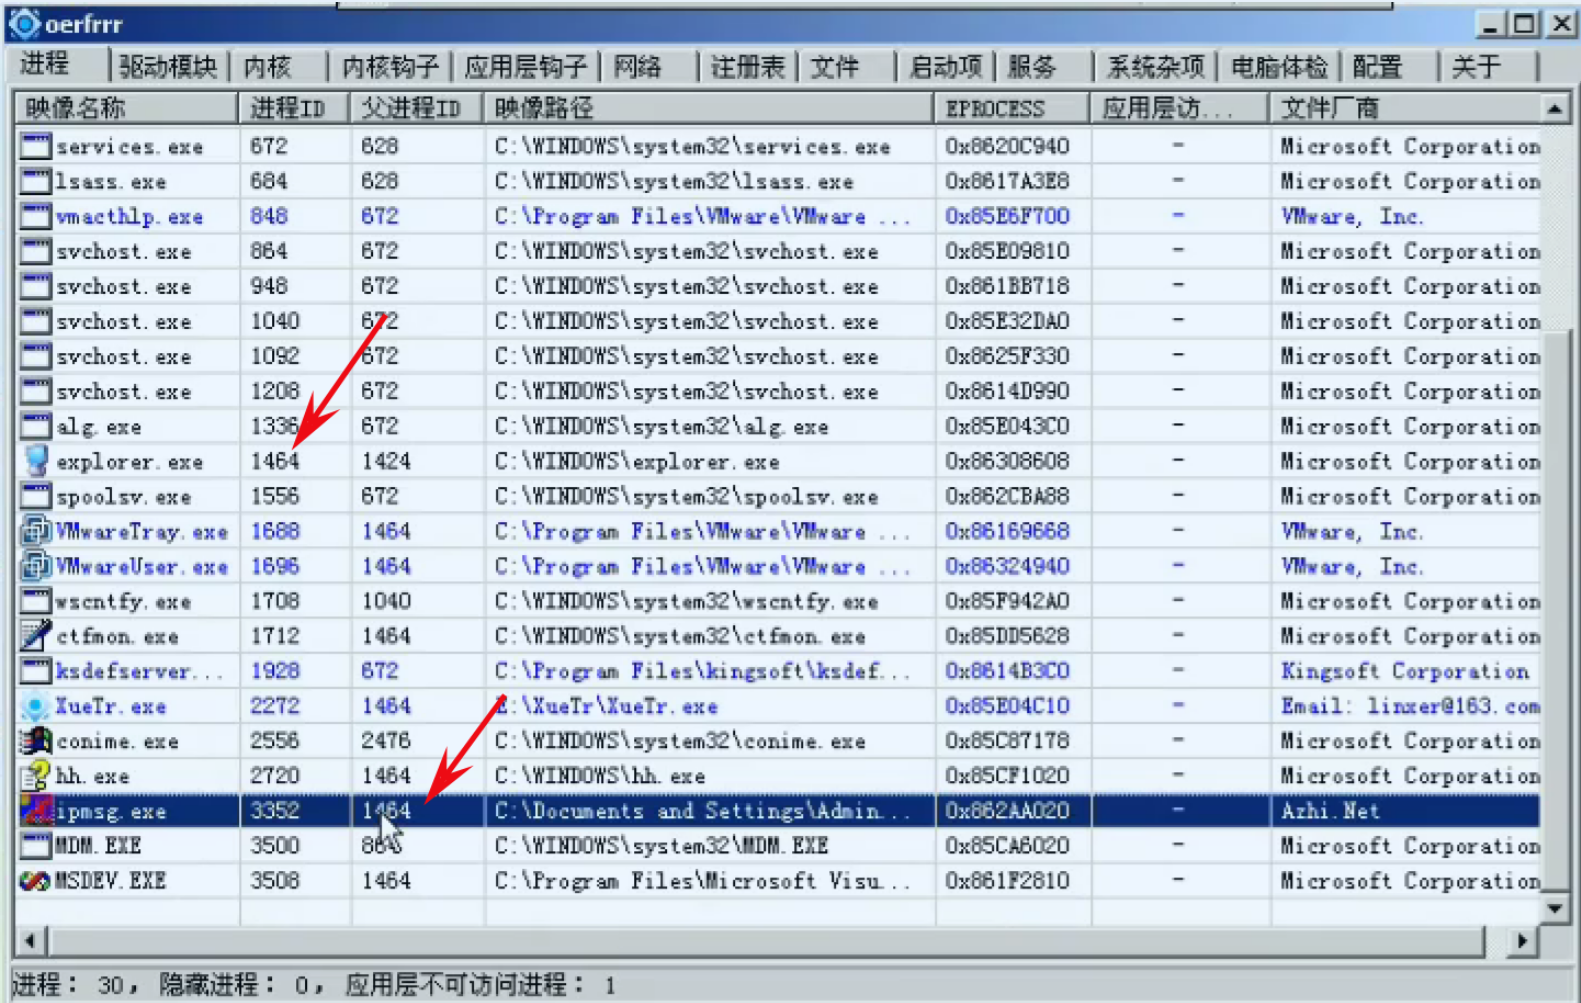 oerfrrr
进程 驱动模块 内核 内核钩子 应用层钩子 网络 注册表 文件 启动项 服务 系统杂项 电脑体检 配置 关于
映像名称 进程ID 父进程ID 映像路径 EPROCESS 应用层访... 文件厂商
services.exe 672 628 C:\WINDOWS\system32\services.exe 0x8620C940 - Microsoft Corporation
lsass.exe 684 628 C:\WINDOWS\system32\lsass.exe 0x8617A3E8 - Microsoft Corporation
vmacthlp.exe 848 672 C:\Program Files\VMware\VMware ... 0x85E6F700 - VMware, Inc.
svchost.exe 864 672 C:\WINDOWS\system32\svchost.exe 0x85E09810 - Microsoft Corporation
svchost.exe 948 672 C:\WINDOWS\system32\svchost.exe 0x861BB718 - Microsoft Corporation
svchost.exe 1040 672 C:\WINDOWS\system32\svchost.exe 0x85E32DA0 - Microsoft Corporation
svchost.exe 1092 672 C:\WINDOWS\system32\svchost.exe 0x8625F330 - Microsoft Corporation
svchost.exe 1208 672 C:\WINDOWS\system32\svchost.exe 0x8614D990 - Microsoft Corporation
alg.exe 1336 672 C:\WINDOWS\system32\alg.exe 0x85E043C0 - Microsoft Corporation
explorer.exe 1464 1424 C:\WINDOWS\explorer.exe 0x86308608 - Microsoft Corporation
spoolsv.exe 1556 672 C:\WINDOWS\system32\spoolsv.exe 0x862CBA88 - Microsoft Corporation
VMwareTray.exe 1688 1464 C:\Program Files\VMware\VMware ... 0x86169668 - VMware, Inc.
VMwareUser.exe 1696 1464 C:\Program Files\VMware\VMware ... 0x86324940 - VMware, Inc.
wscntfy.exe 1708 1040 C:\WINDOWS\system32\wscntfy.exe 0x85F942A0 - Microsoft Corporation
ctfmon.exe 1712 1464 C:\WINDOWS\system32\ctfmon.exe 0x85DD5628 - Microsoft Corporation
ksdefserver... 1928 672 C:\Program Files\kingsoft\ksdef... 0x8614B3C0 - Kingsoft Corporation
XueTr.exe 2272 1464 E:\XueTr\XueTr.exe 0x85E04C10 - Email: linxer@163.com
conime.exe 2556 2476 C:\WINDOWS\system32\conime.exe 0x85C87178 - Microsoft Corporation
hh.exe 2720 1464 C:\WINDOWS\hh.exe 0x85CF1020 - Microsoft Corporation
ipmsg.exe 3352 1464 C:\Documents and Settings\Admin... 0x862AA020 - Azhi.Net
MDM.EXE 3500 864 C:\WINDOWS\system32\MDM.EXE 0x85CA6020 - Microsoft Corporation
MSDEV.EXE 3508 1464 C:\Program Files\Microsoft Visu... 0x861F2810 - Microsoft Corporation
进程： 30， 隐藏进程： 0， 应用层不可访问进程： 1